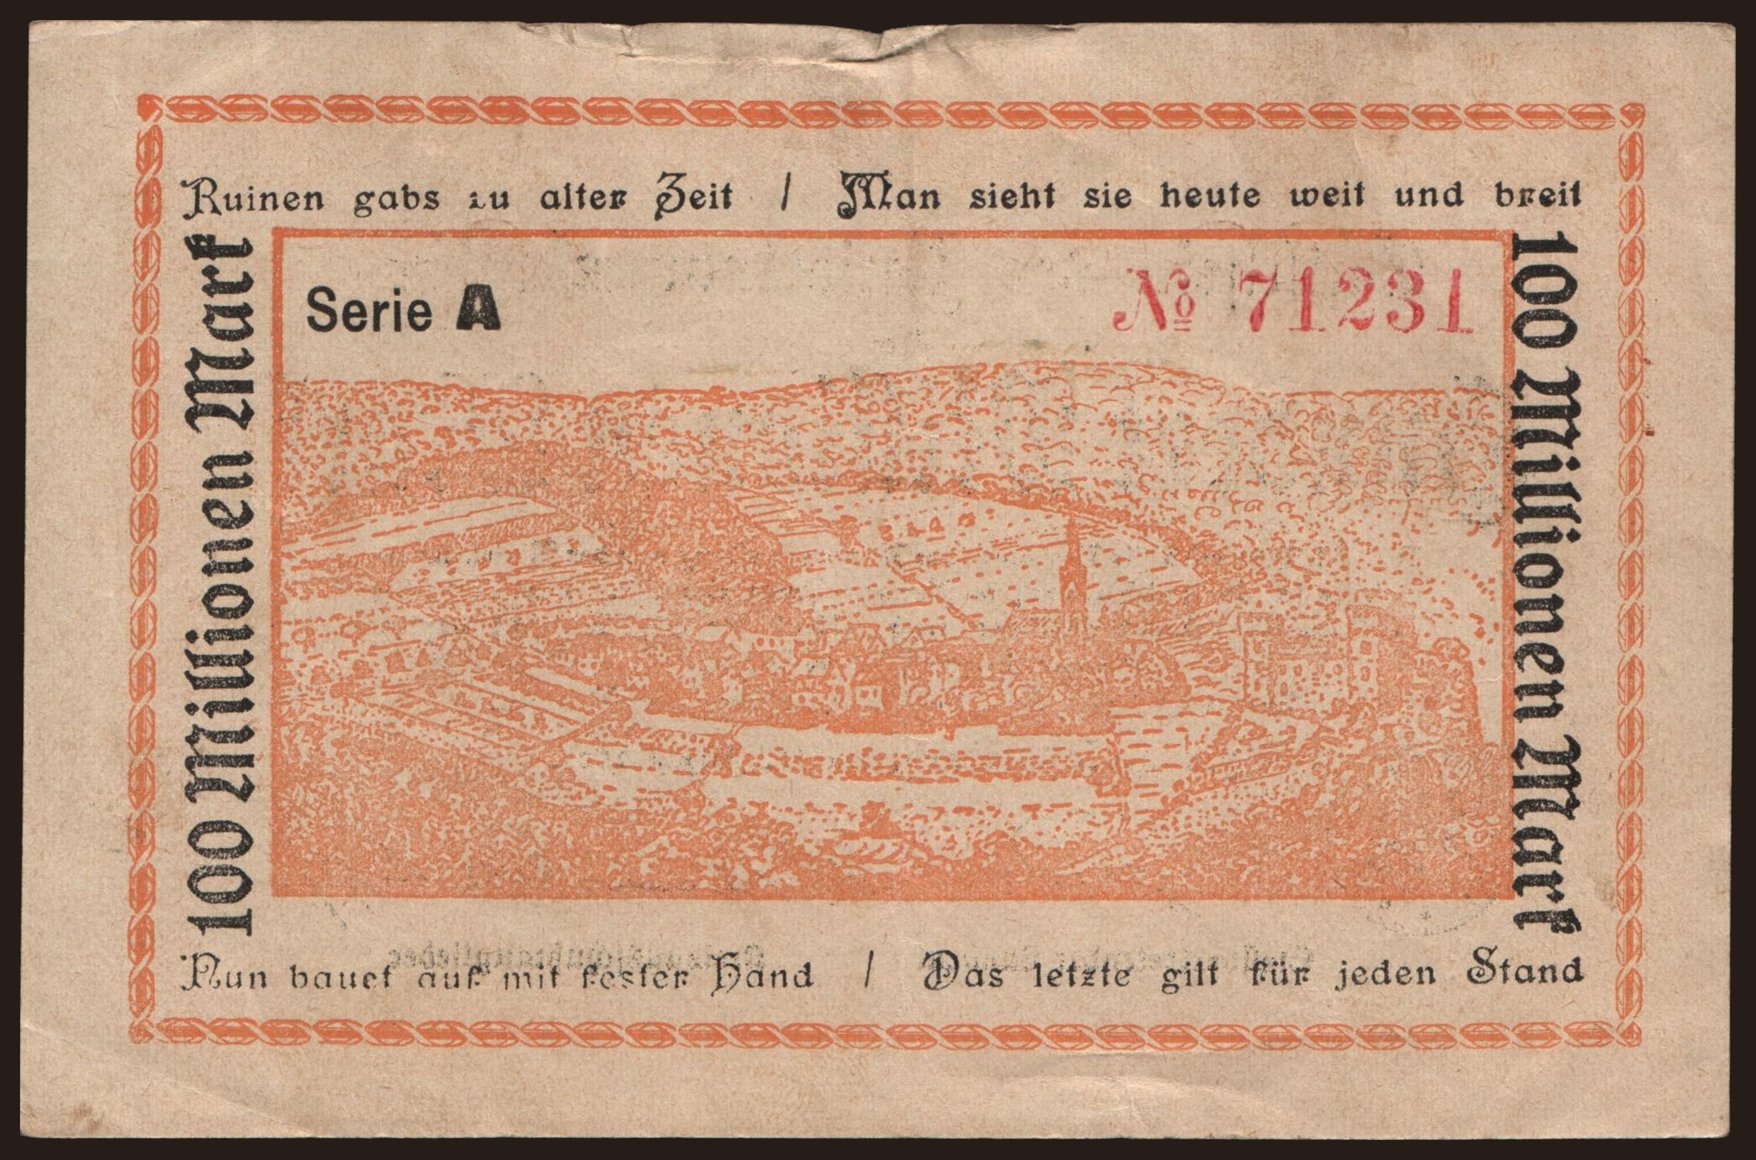 Ruinen gabs zu alter Zeit / Man sieht sie heute weit und breit
100 Millionen Mark
Serie A
№ 71231
100 Millionen Mark
Nun bauet auf mit fester Hand / Das letzte gilt für jeden Stand